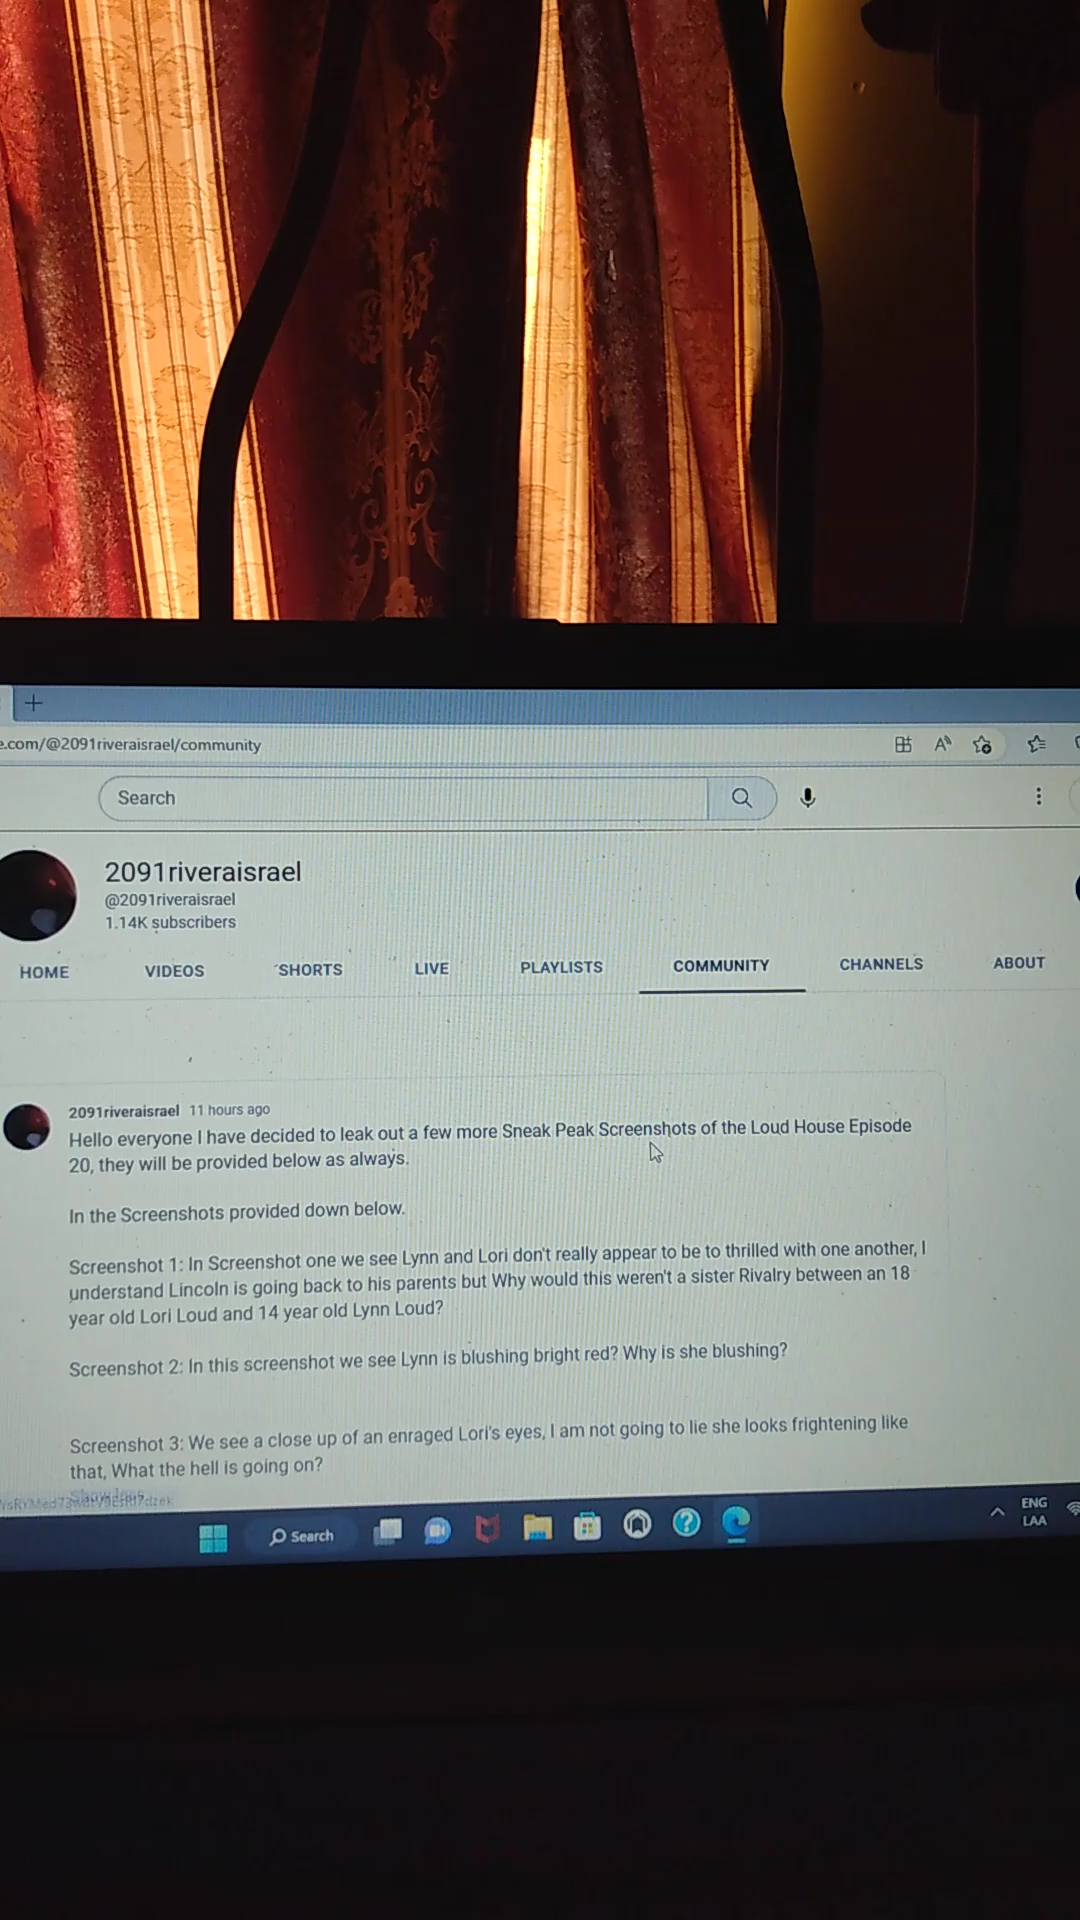 e.com/@2091riveraisrael/community
Search
2091riveraisrael
@2091riveraisrael
1.14K subscribers
HOME VIDEOS SHORTS LIVE PLAYLISTS COMMUNITY CHANNELS ABOUT
2091riveraisrael 11 hours ago
Hello everyone I have decided to leak out a few more Sneak Peak Screenshots of the Loud House Episode
20, they will be provided below as always.
In the Screenshots provided down below.
Screenshot 1: In Screenshot one we see Lynn and Lori don't really appear to be to thrilled with one another, I
understand Lincoln is going back to his parents but Why would this weren't a sister Rivalry between an 18
year old Lori Loud and 14 year old Lynn Loud?
Screenshot 2: In this screenshot we see Lynn is blushing bright red? Why is she blushing?
Screenshot 3: We see a close up of an enraged Lori's eyes, I am not going to lie she looks frightening like
that, What the hell is going on?
Search
ENG
LAA